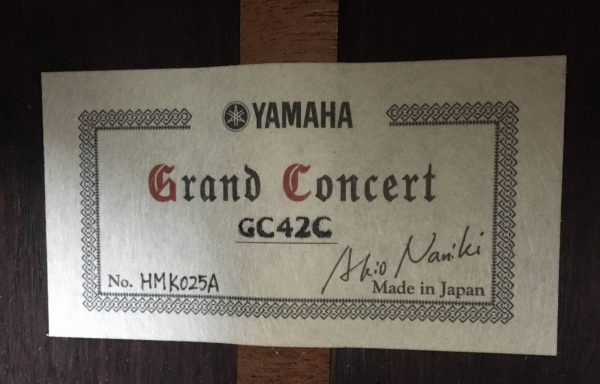 YAMAHA
Grand Concert
GC42C
Akio Naniki
No. HMK025A
Made in Japan